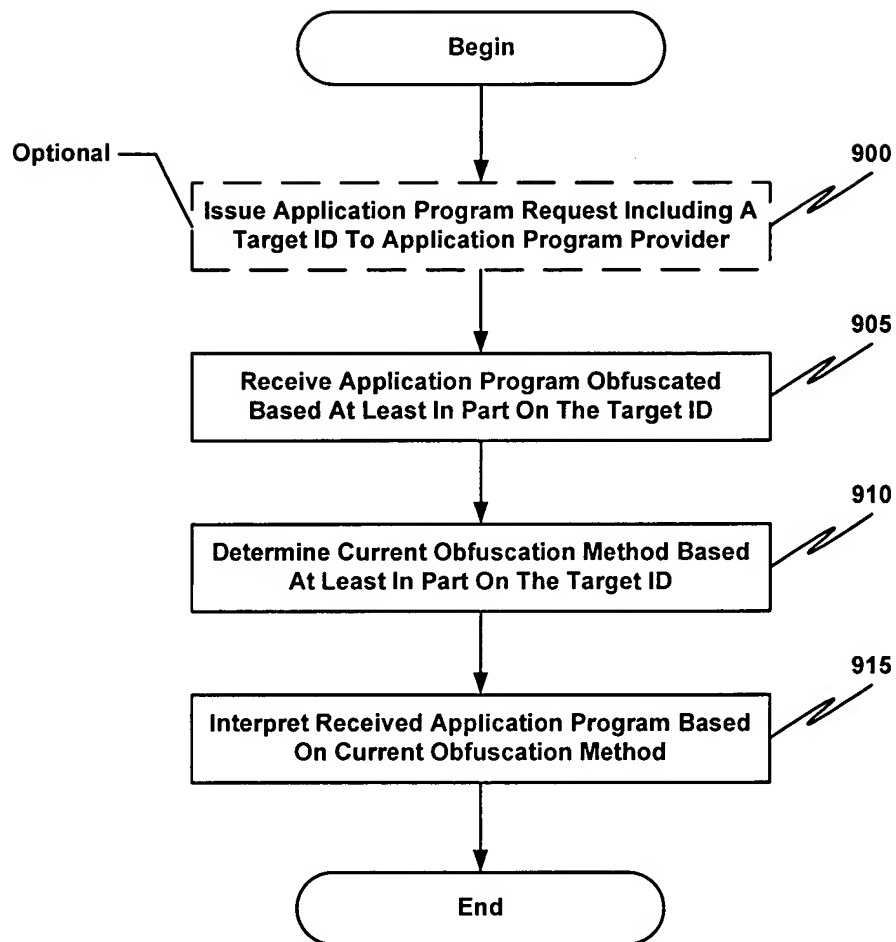 Begin
Optional
900
Issue Application Program Request Including A
Target ID To Application Program Provider
905
Receive Application Program Obfuscated
Based At Least In Part On The Target ID
910
Determine Current Obfuscation Method Based
At Least In Part On The Target ID
915
Interpret Received Application Program Based
On Current Obfuscation Method
End